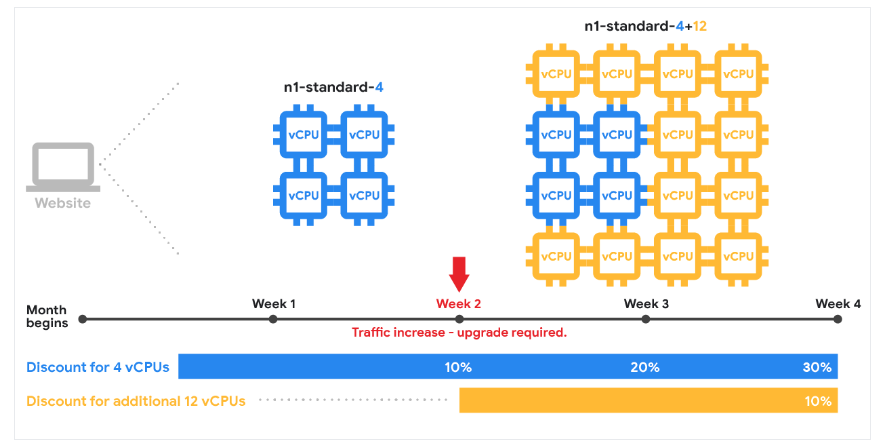 n1-standard-4+12
n1-standard-4
vCPU vCPU vCPU vCPU
vCPU vCPU vCPU vCPU vCPU vCPU
vCPU vCPU vCPU vCPU vCPU vCPU
vCPU vCPU vCPU vCPU
Website
Month
begins
Week 1
Week 2
Week 3
Week 4
Traffic increase - upgrade required.
Discount for 4 vCPUs
10%
20%
30%
Discount for additional 12 vCPUs
10%